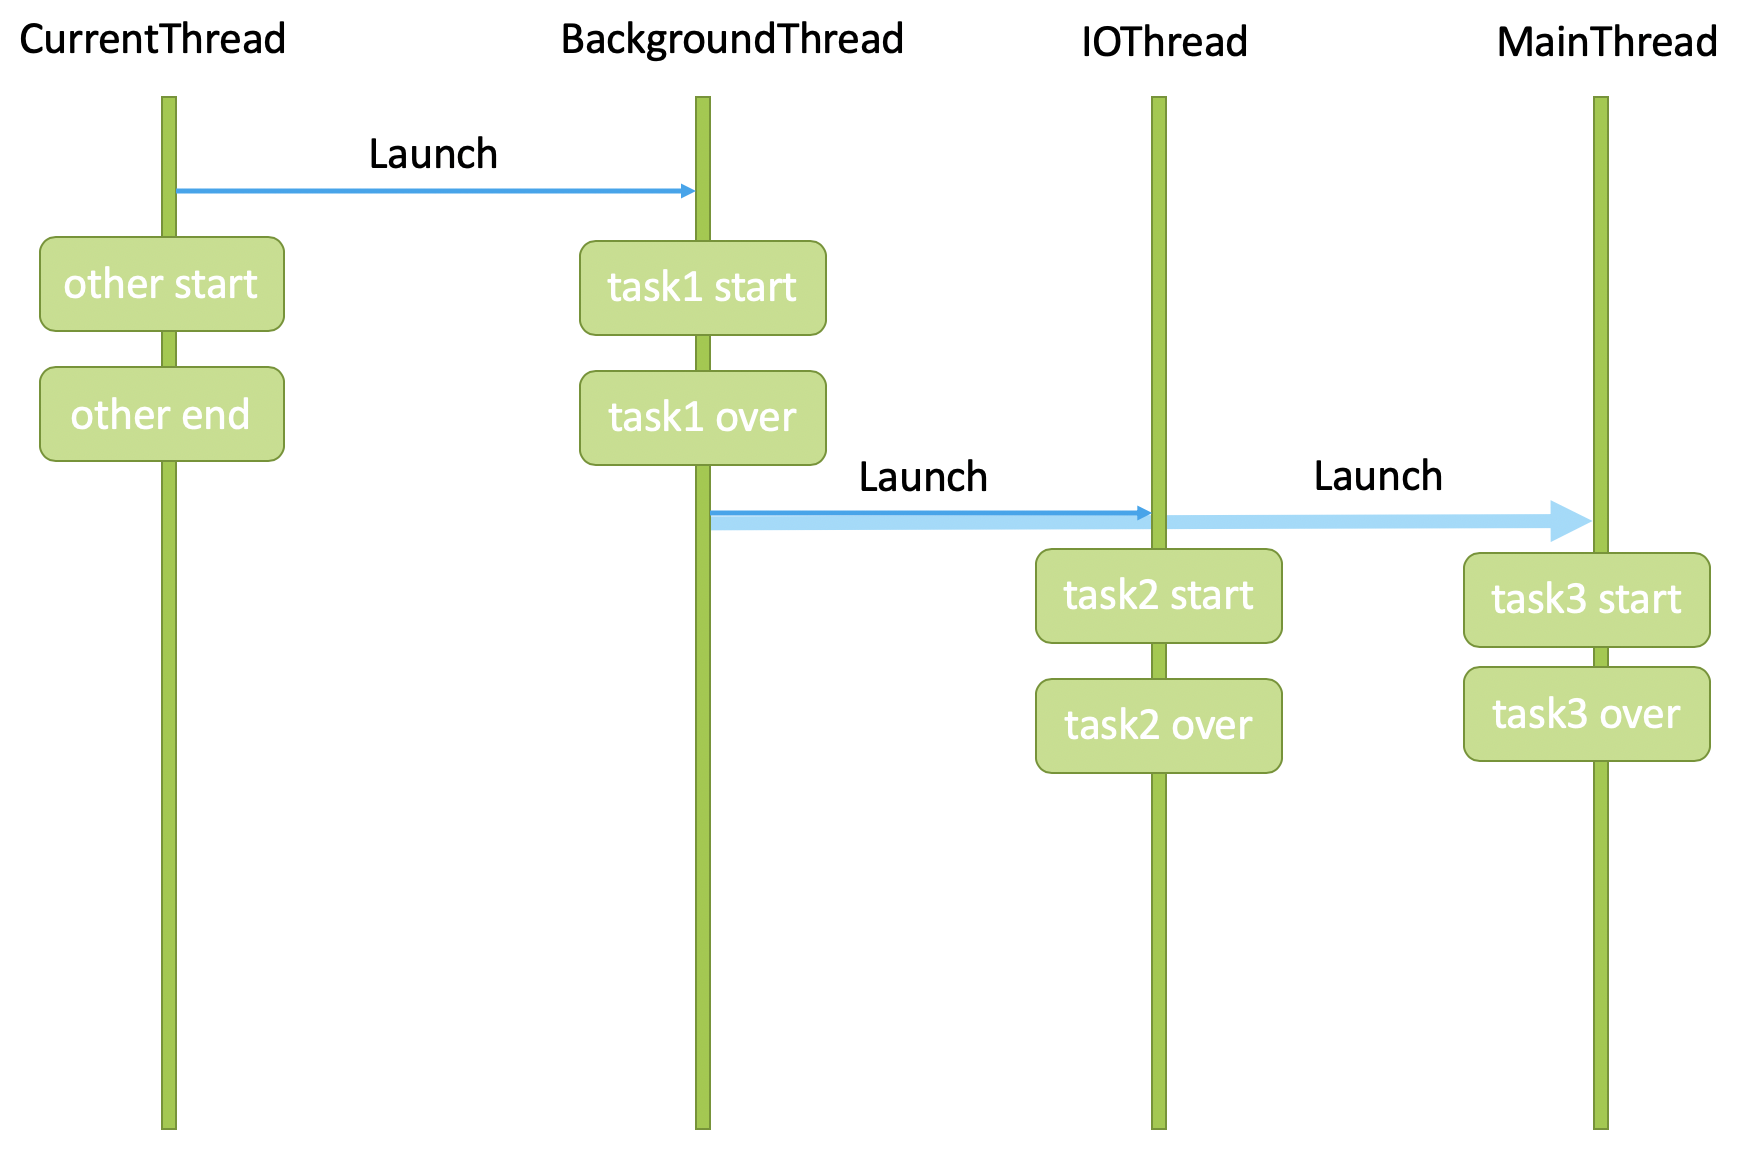 CurrentThread
BackgroundThread
IOThread
MainThread
Launch
other start
task1 start
other end
task1 over
Launch
Launch
task2 start
task3 start
task2 over
task3 over